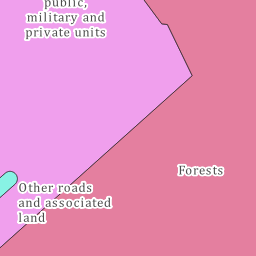 public,
military and
private units
Forests
Other roads
and associated
land